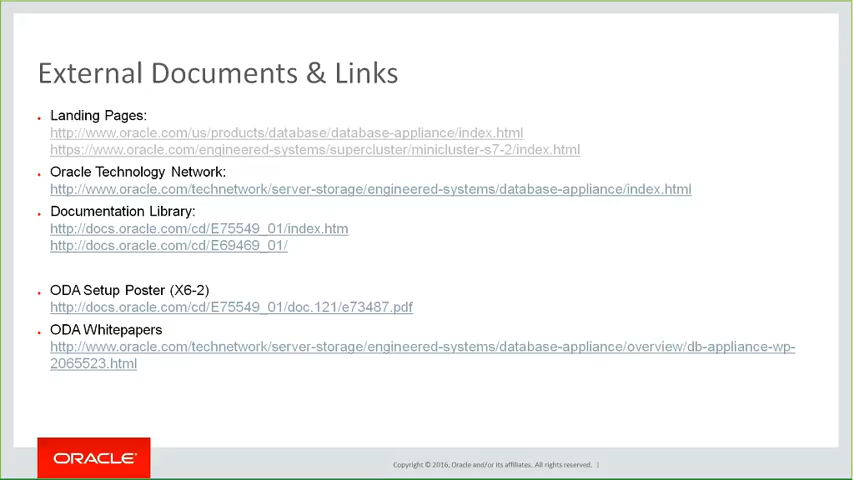 External Documents & Links
• Landing Pages:
http://www.oracle.com/us/products/database/database-appliance/index.html
https://www.oracle.com/engineered-systems/supercluster/minicluster-s7-2/index.html
• Oracle Technology Network:
http://www.oracle.com/technetwork/server-storage/engineered-systems/database-appliance/index.html
• Documentation Library:
http://docs.oracle.com/cd/E75549_01/index.htm
http://docs.oracle.com/cd/E69469_01/
• ODA Setup Poster (X6-2)
http://docs.oracle.com/cd/E75549_01/doc.121/e73487.pdf
• ODA Whitepapers
http://www.oracle.com/technetwork/server-storage/engineered-systems/database-appliance/overview/db-appliance-wp-
2065523.html
ORACLE®
Copyright © 2016, Oracle and/or its affiliates. All rights reserved. |